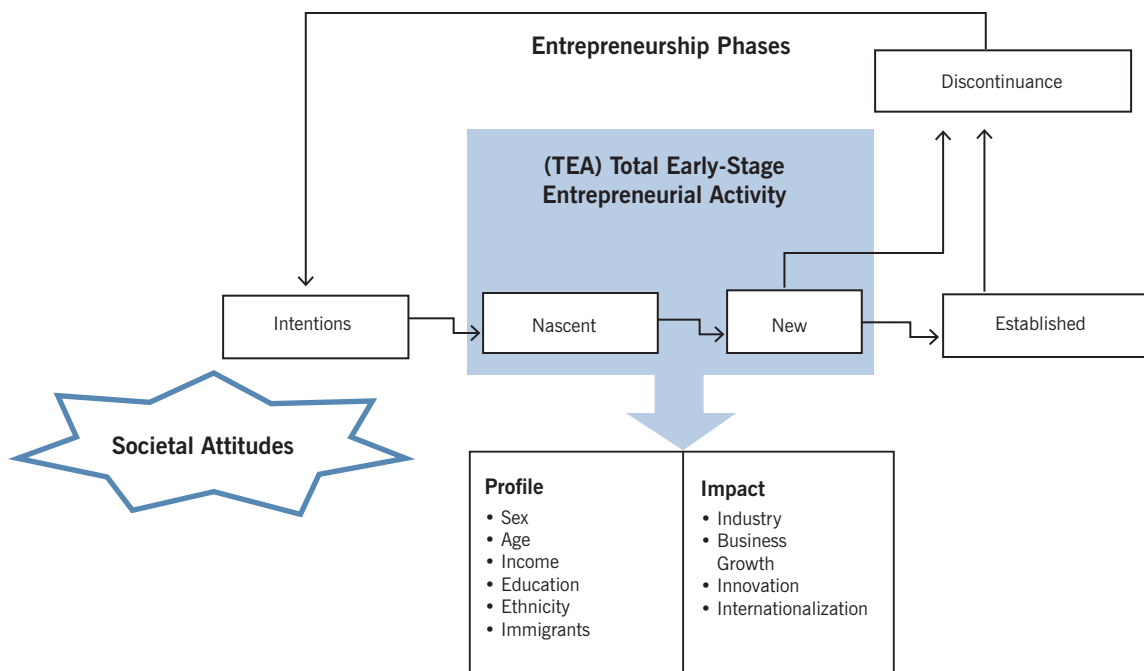 Entrepreneurship Phases
Discontinuance
(TEA) Total Early-Stage
Entrepreneurial Activity
Intentions
Nascent
New
Established
Societal Attitudes
Profile
• Sex
• Age
• Income
• Education
• Ethnicity
• Immigrants
Impact
• Industry
• Business
Growth
• Innovation
• Internationalization